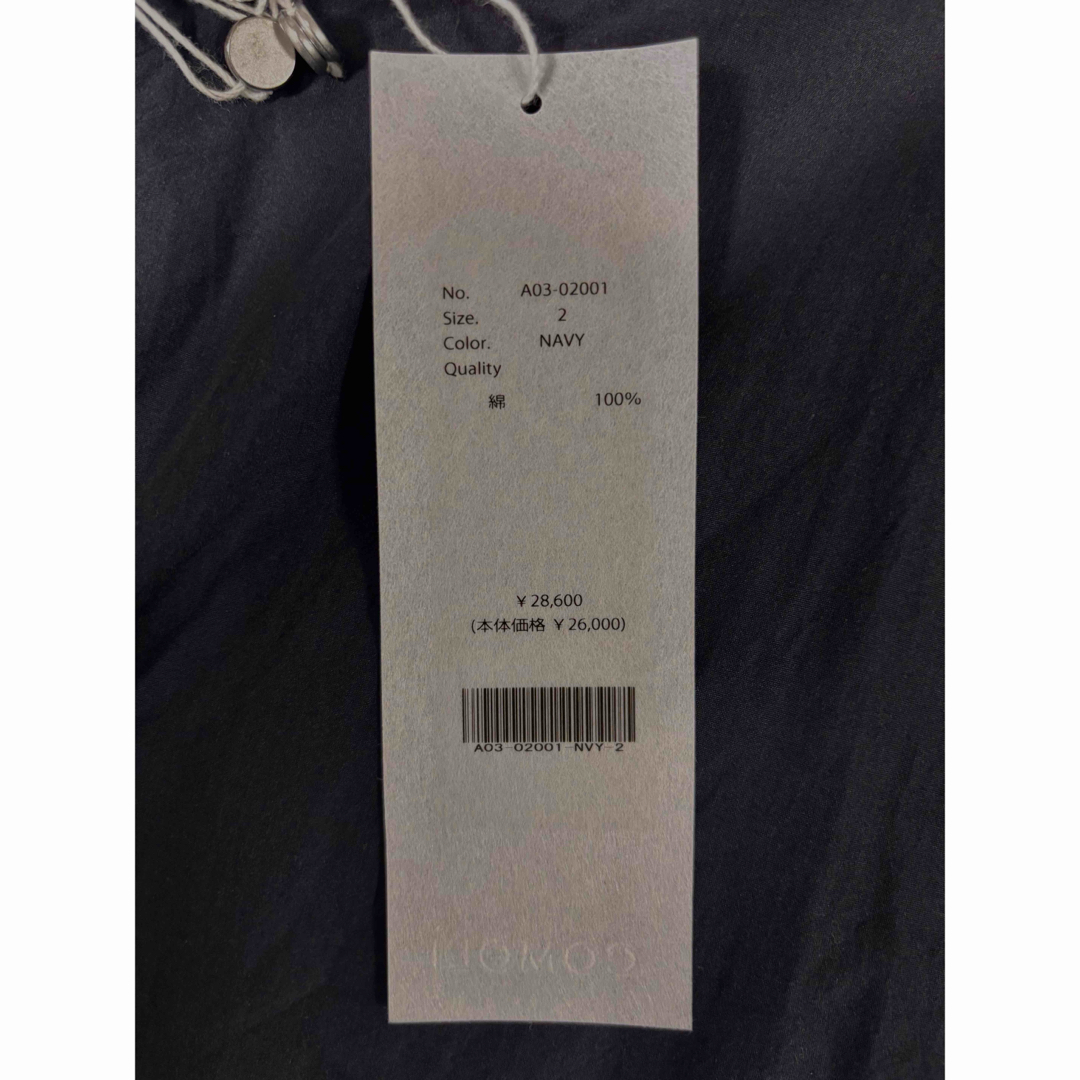 No. A03-02001
Size. 2
Color. NAVY
Quality
綿 100%
¥28,600
(本体価格 ¥26,000)
A03-02001-NVY-2